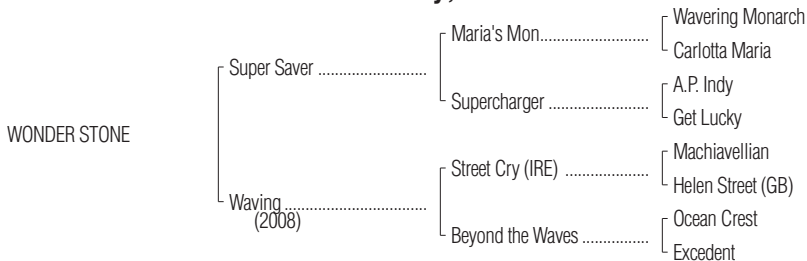 Wavering Monarch
Maria's Mon..........................
Carlotta Maria
Super Saver ..........................
A.P. Indy
Supercharger ........................
Get Lucky
WONDER STONE
Machiavellian
Street Cry (IRE) ....................
Helen Street (GB)
Waving ..................................
(2008)
Ocean Crest
Beyond the Waves ................
Excedent